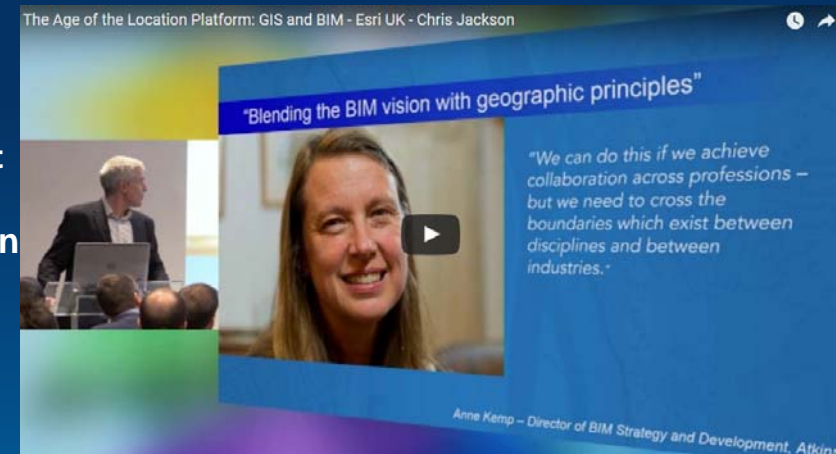 The Age of the Location Platform: GIS and BIM - Esri UK - Chris Jackson
"Blending the BIM vision with geographic principles"
"We can do this if we achieve
collaboration across professions –
but we need to cross the
boundaries which exist between
disciplines and between
industries."
Anne Kemp – Director of BIM Strategy and Development, Atkins